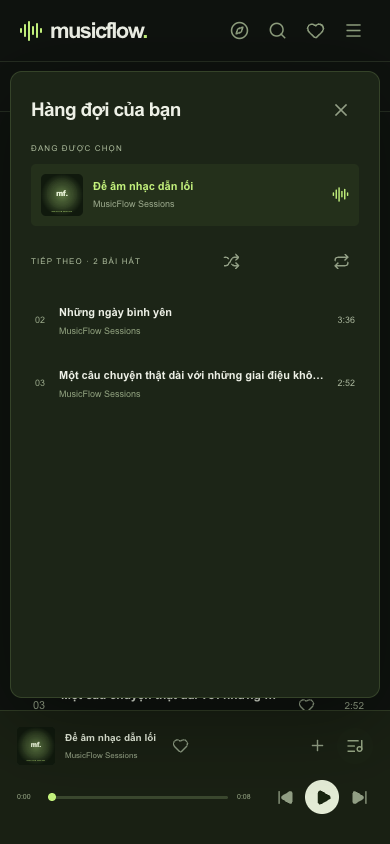 musicflow.
Hàng đợi của bạn
ĐANG ĐƯỢC CHỌN
mf.
Để âm nhạc dẫn lối
MusicFlow Sessions
TIẾP THEO · 2 BÀI HÁT
02
Những ngày bình yên
MusicFlow Sessions
3:36
03
Một câu chuyện thật dài với những giai điệu khô...
MusicFlow Sessions
2:52
03
2:52
mf.
Để âm nhạc dẫn lối
MusicFlow Sessions
0:00
0:08